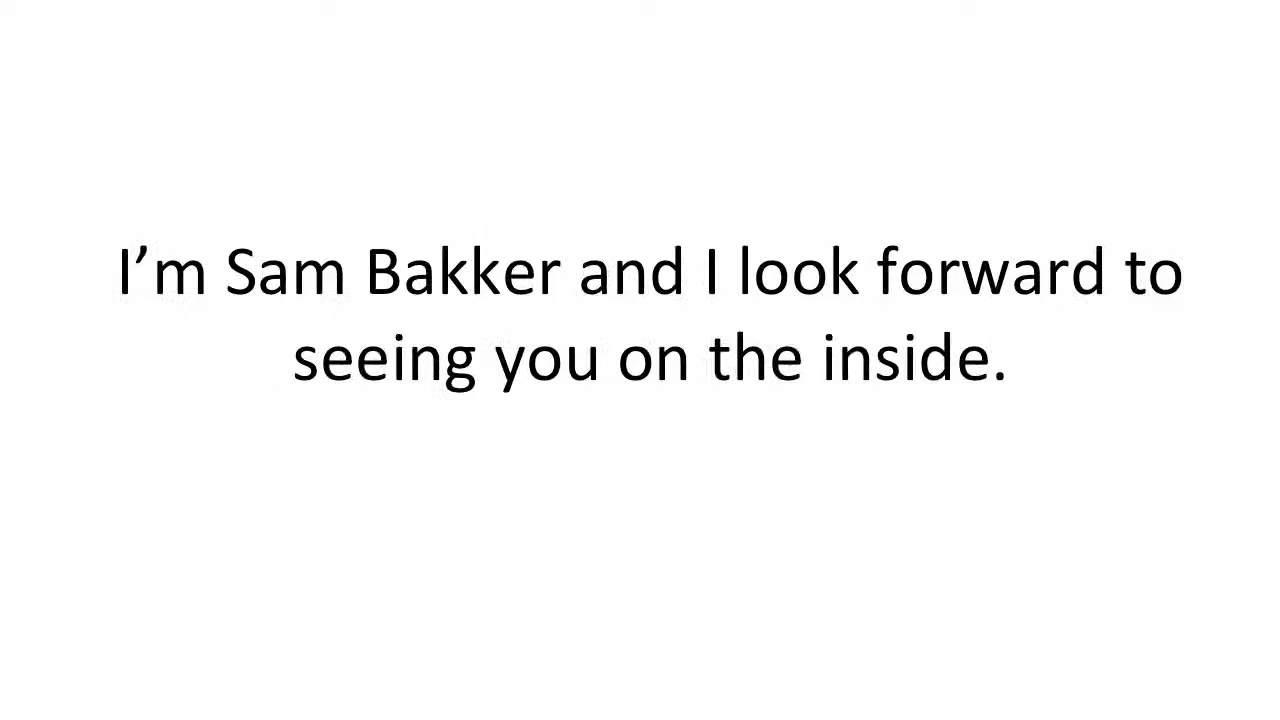 I’m Sam Bakker and I look forward to
seeing you on the inside.